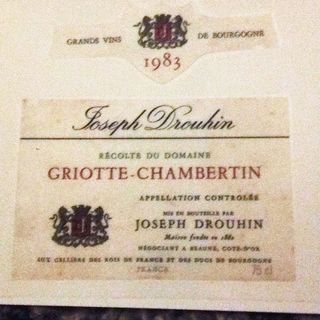 GRANDS VINS DE BOURGOGNE
1983
Joseph Drouhin
RÉCOLTE DU DOMAINE
GRIOTTE-CHAMBERTIN
APPELLATION CONTROLÉE
MIS EN BOUTEILLE PAR
JOSEPH DROUHIN
Maison fondée en 1880
NÉGOCIANT A BEAUNE, COTE-D'OR
AUX CELLIERS DES ROIS DE FRANCE ET DES DUCS DE BOURGOGNE
FRANCE
75 cl